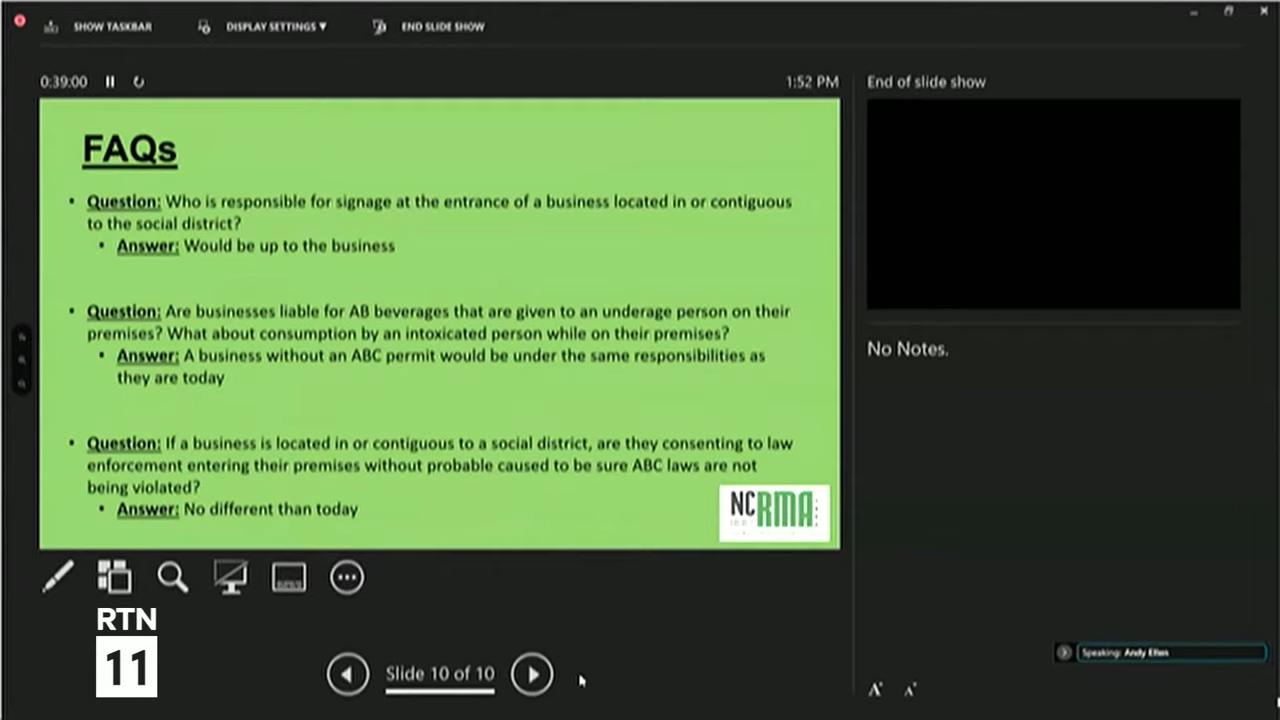 SHOW TASKBAR
DISPLAY SETTINGS ▼
END SLIDE SHOW
0:39:00
1:52 PM
End of slide show
FAQs
• Question: Who is responsible for signage at the entrance of a business located in or contiguous
to the social district?
• Answer: Would be up to the business
• Question: Are businesses liable for AB beverages that are given to an underage person on their
premises? What about consumption by an intoxicated person while on their premises?
• Answer: A business without an ABC permit would be under the same responsibilities as
they are today
• Question: If a business is located in or contiguous to a social district, are they consenting to law
enforcement entering their premises without probable caused to be sure ABC laws are not
being violated?
• Answer: No different than today
NCRMA
No Notes.
RTN
11
Slide 10 of 10
Speaking: Andy Ellen
A A